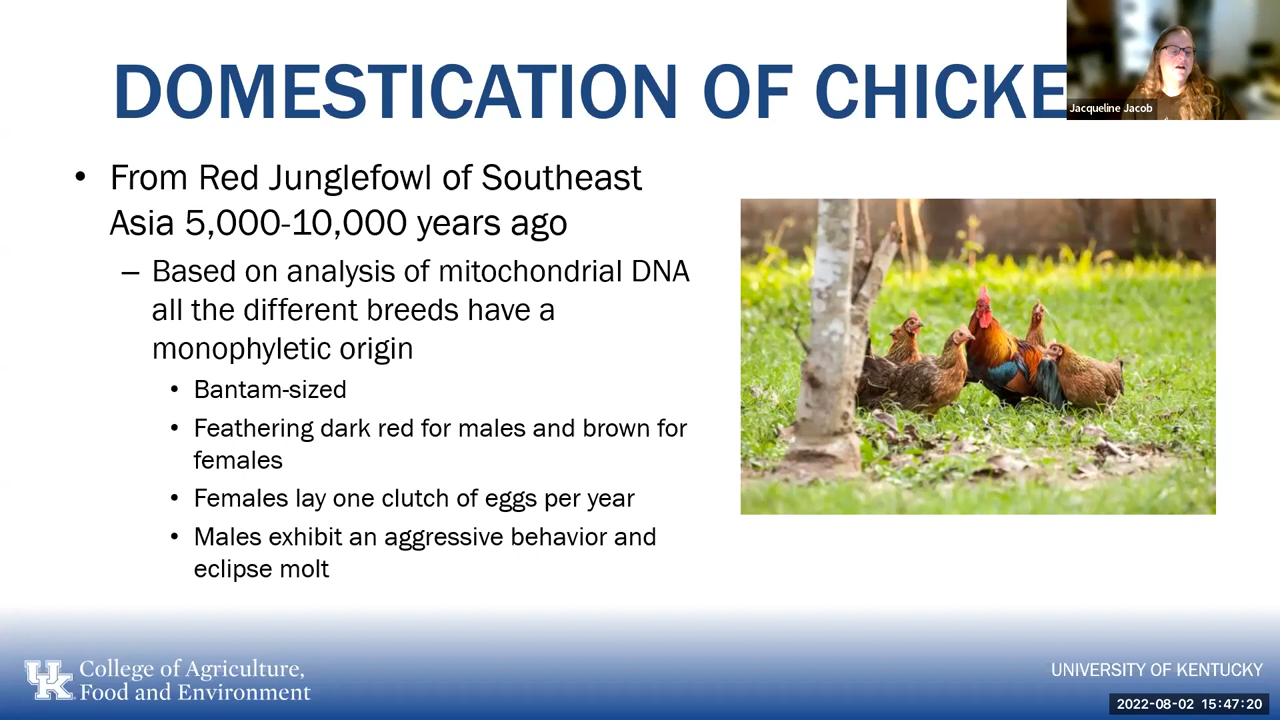 DOMESTICATION OF CHICKE
Jacqueline Jacob
• From Red Junglefowl of Southeast
Asia 5,000-10,000 years ago
– Based on analysis of mitochondrial DNA
all the different breeds have a
monophyletic origin
• Bantam-sized
• Feathering dark red for males and brown for
females
• Females lay one clutch of eggs per year
• Males exhibit an aggressive behavior and
eclipse molt
UK College of Agriculture,
Food and Environment
UNIVERSITY OF KENTUCKY
2022-08-02 15:47:20